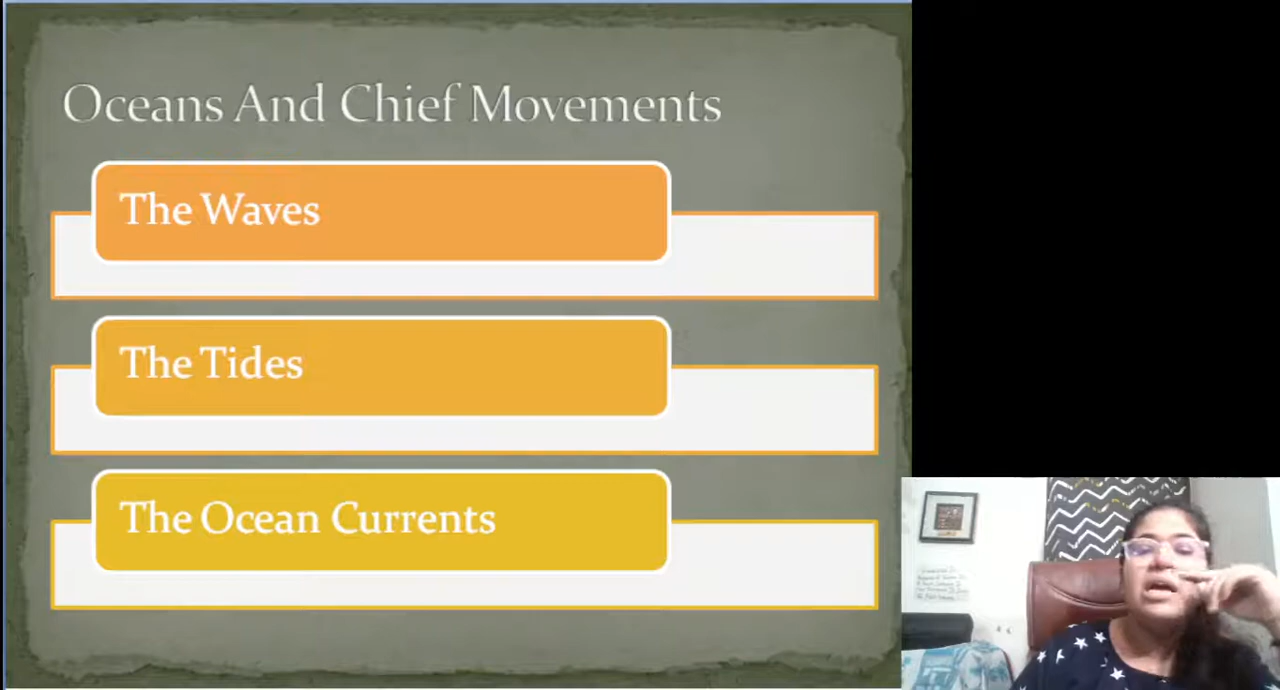 Oceans And Chief Movements
The Waves
The Tides
The Ocean Currents